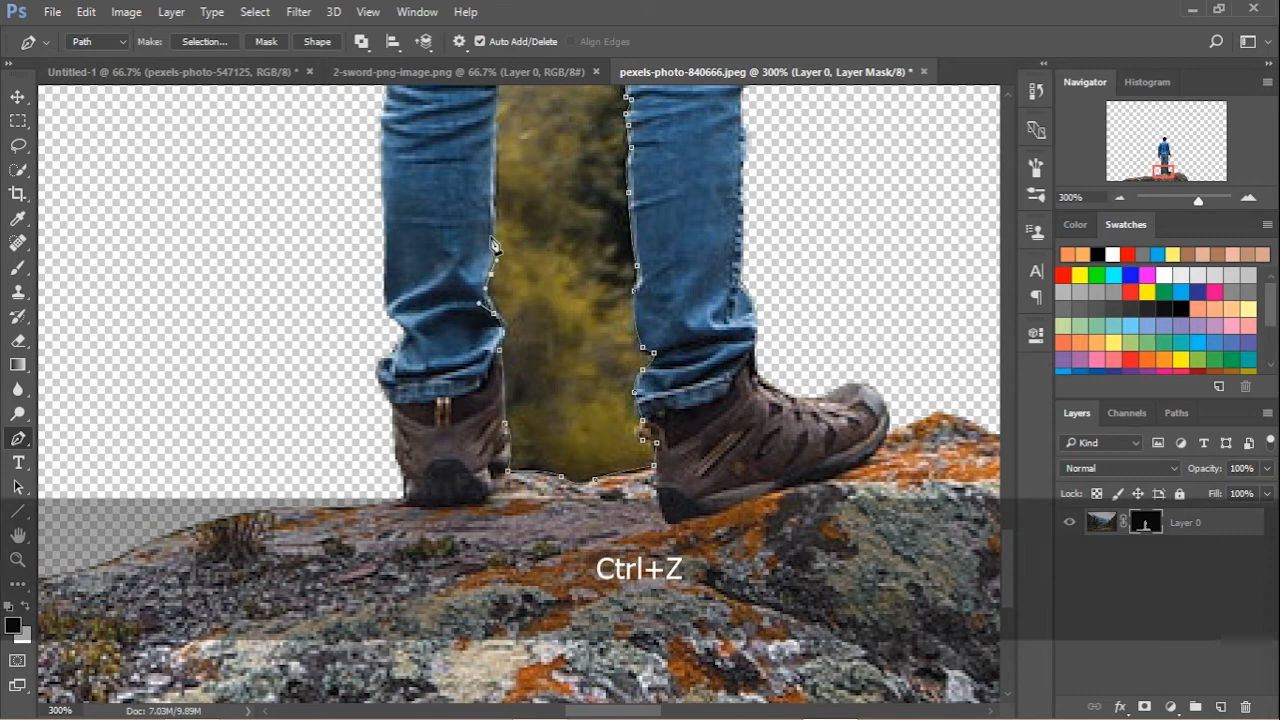 Ps File Edit Image Layer Type Select Filter 3D View Window Help
Path Make: Selection... Mask Shape Auto Add/Delete Align Edges
Untitled-1 @ 66.7% (pexels-photo-547125, RGB/8) * × 2-sword-png-image.png @ 66.7% (Layer 0, RGB/8#) × pexels-photo-840666.jpeg @ 300% (Layer 0, Layer Mask/8) * ×
Navigator Histogram
300%
Color Swatches
Layers Channels Paths
Kind
Normal Opacity: 100%
Lock: Fill: 100%
Layer 0
Ctrl+Z
300% Doc: 7.03M/9.89M